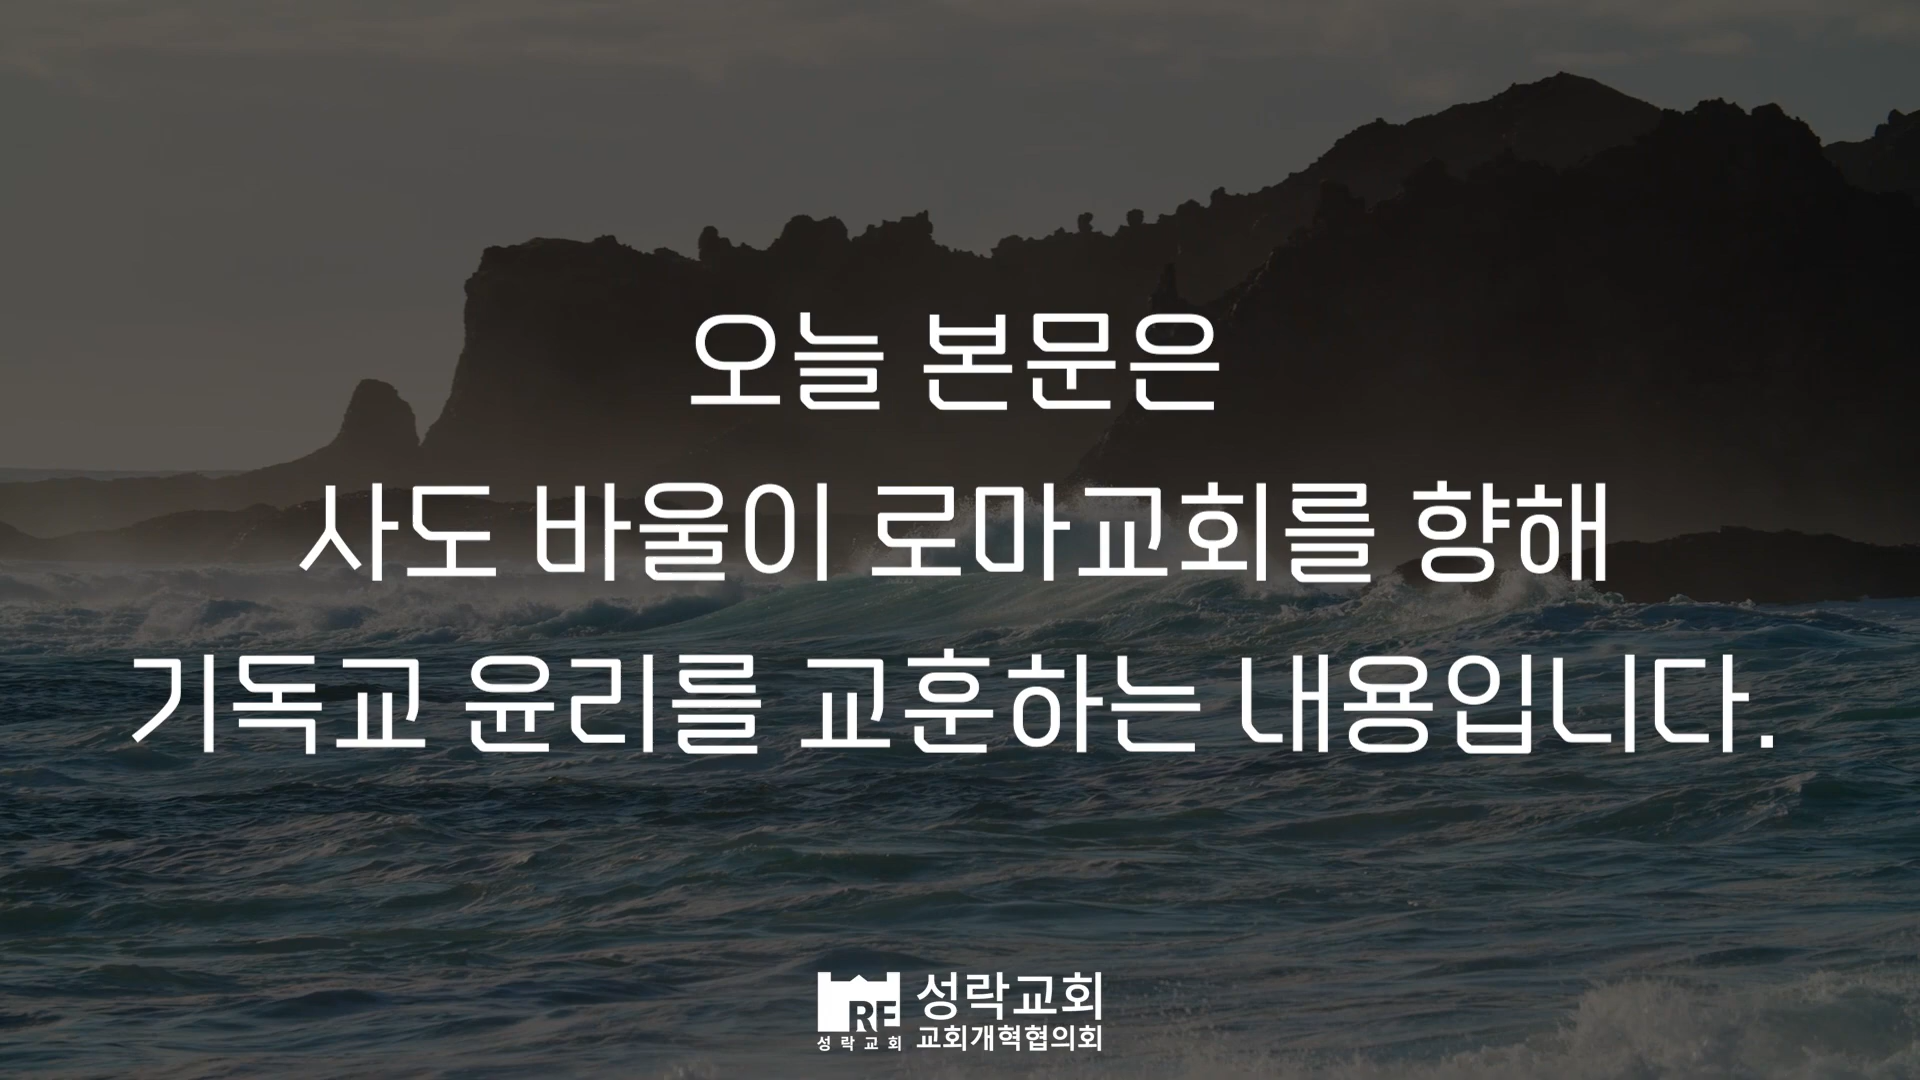 오늘 본문은
사도 바울이 로마교회를 향해
기독교 윤리를 교훈하는 내용입니다.
RE
성락교회
성락교회
교회개혁협의회